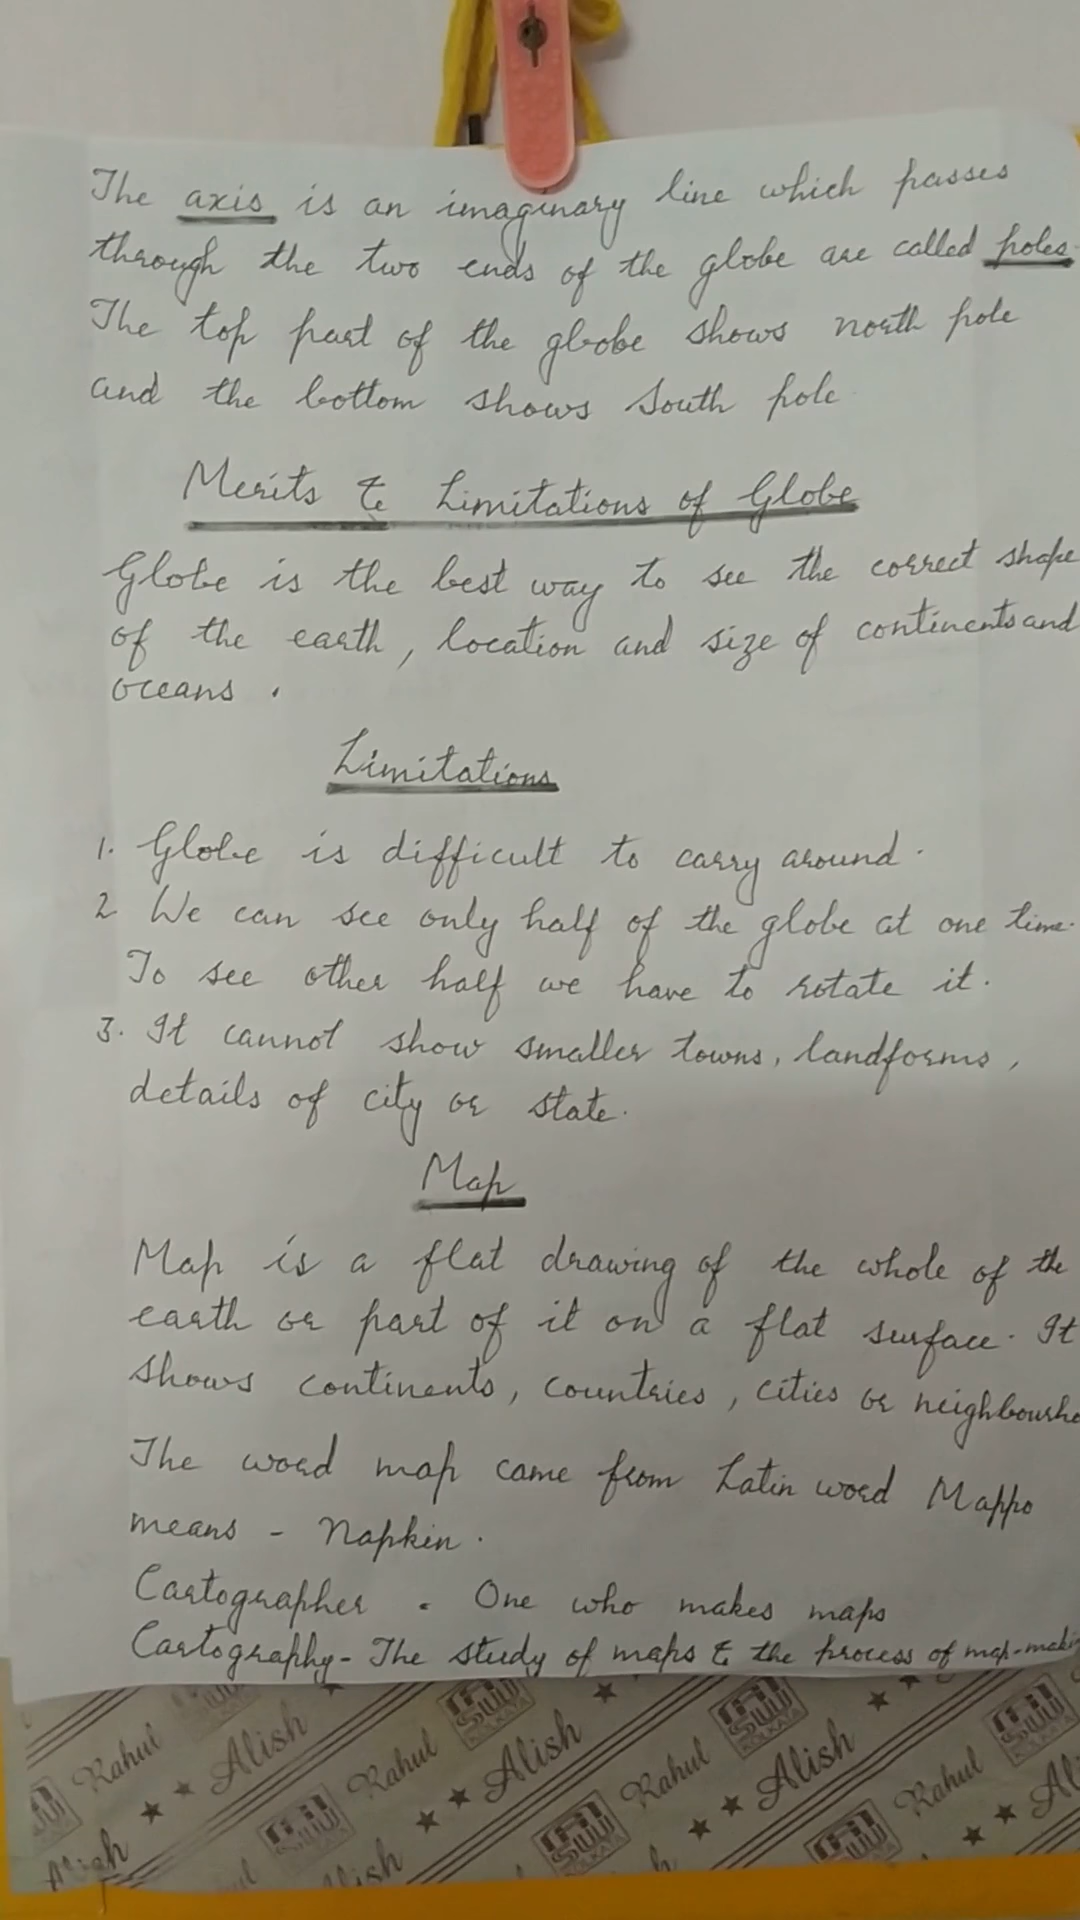 The axis is an imaginary line which passes
through the two ends of the globe are called poles.
The top part of the globe shows north pole
and the bottom shows South pole
Merits & Limitations of Globe
Globe is the best way to see the correct shape
of the earth, location and size of continents and
oceans.
Limitations
1. Globe is difficult to carry around.
2 We can see only half of the globe at one time.
To see other half we have to rotate it.
3. It cannot show smaller towns, landforms,
details of city or state.
Map
Map is a flat drawing of the whole of the
earth or part of it on a flat surface. It
shows continents, countries, cities or neighbourho
The word map came from Latin word Mappo
means - Napkin.
Cartographer - One who makes maps
Cartography - The study of maps & the process of map-maki
Rahul Alish Rahul Alish Rahul Alish Rahul
KOLKATA KOLKATA KOLKATA
Alish